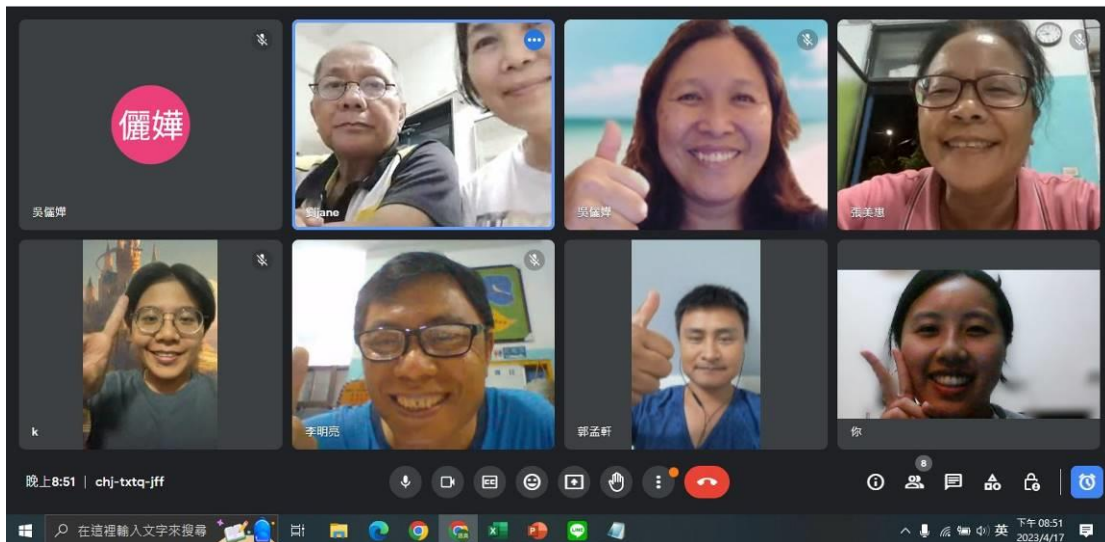 儷嬅
吳儷嬅
jane
吳儷嬅
張美惠
k
李明亮
郭孟軒
你
晚上8:51 | chj-txtq-jff
8
在這裡輸入文字來搜尋
英
下午 08:51
2023/4/17